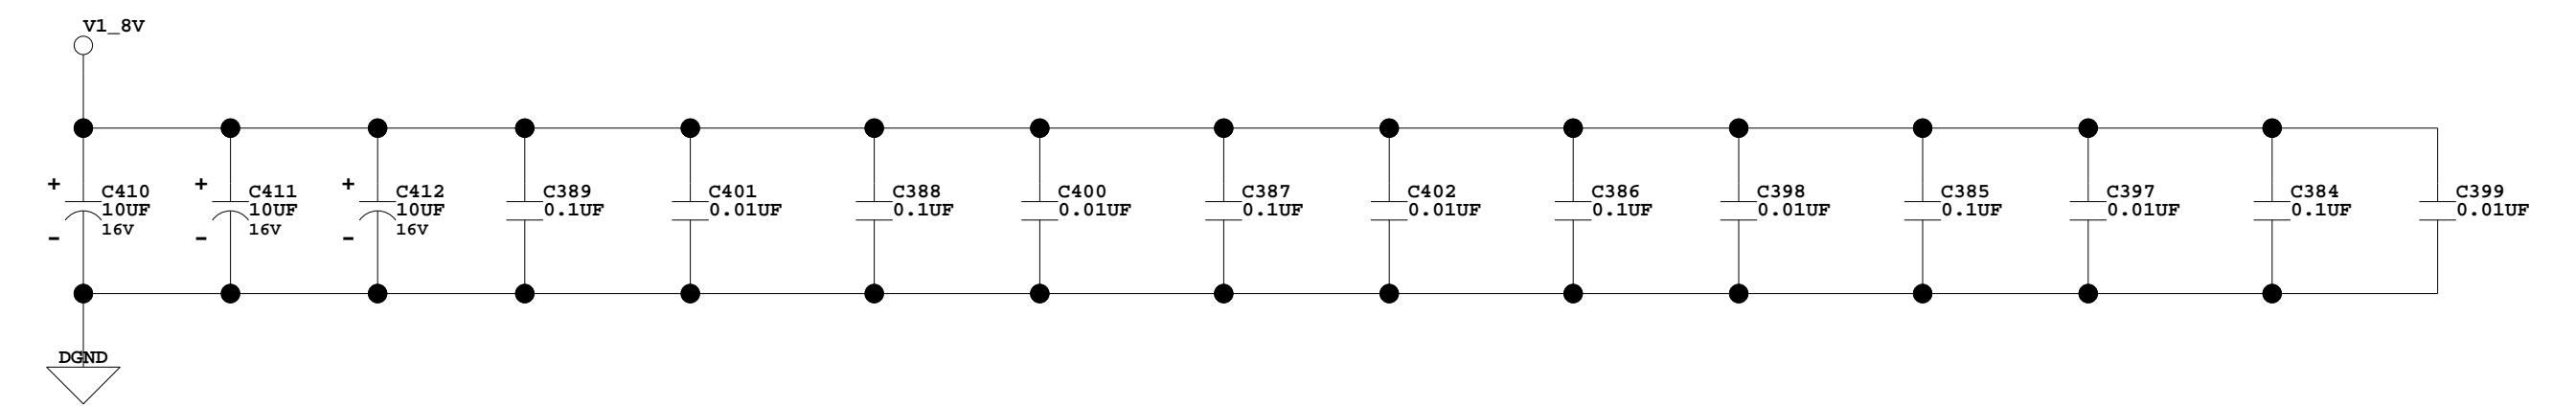 V1_8V
+
C410
10UF
16V
-
+
C411
10UF
16V
-
+
C412
10UF
16V
-
C389
0.1UF
C401
0.01UF
C388
0.1UF
C400
0.01UF
C387
0.1UF
C402
0.01UF
C386
0.1UF
C398
0.01UF
C385
0.1UF
C397
0.01UF
C384
0.1UF
C399
0.01UF
DGND